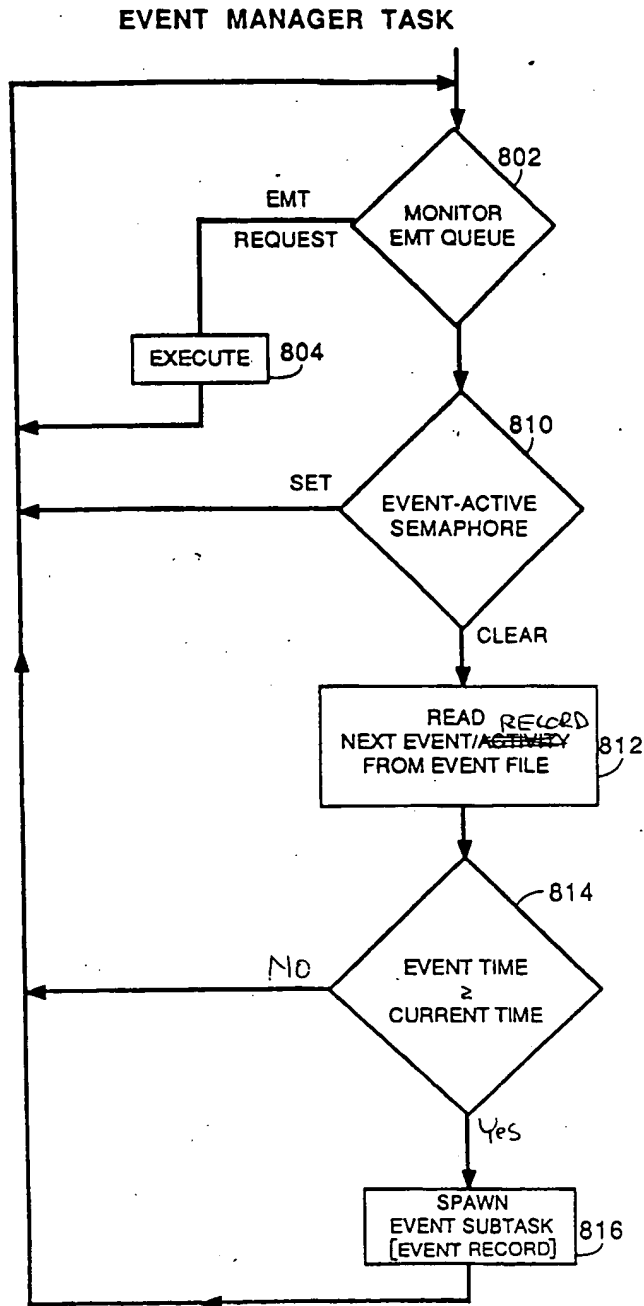 EVENT MANAGER TASK
802
MONITOR
EMT QUEUE
EMT
REQUEST
EXECUTE
804
810
EVENT-ACTIVE
SEMAPHORE
SET
CLEAR
READ RECORD
NEXT EVENT/ACTIVITY
FROM EVENT FILE
812
814
EVENT TIME
≥
CURRENT TIME
NO
Yes
SPAWN
EVENT SUBTASK
[EVENT RECORD]
816